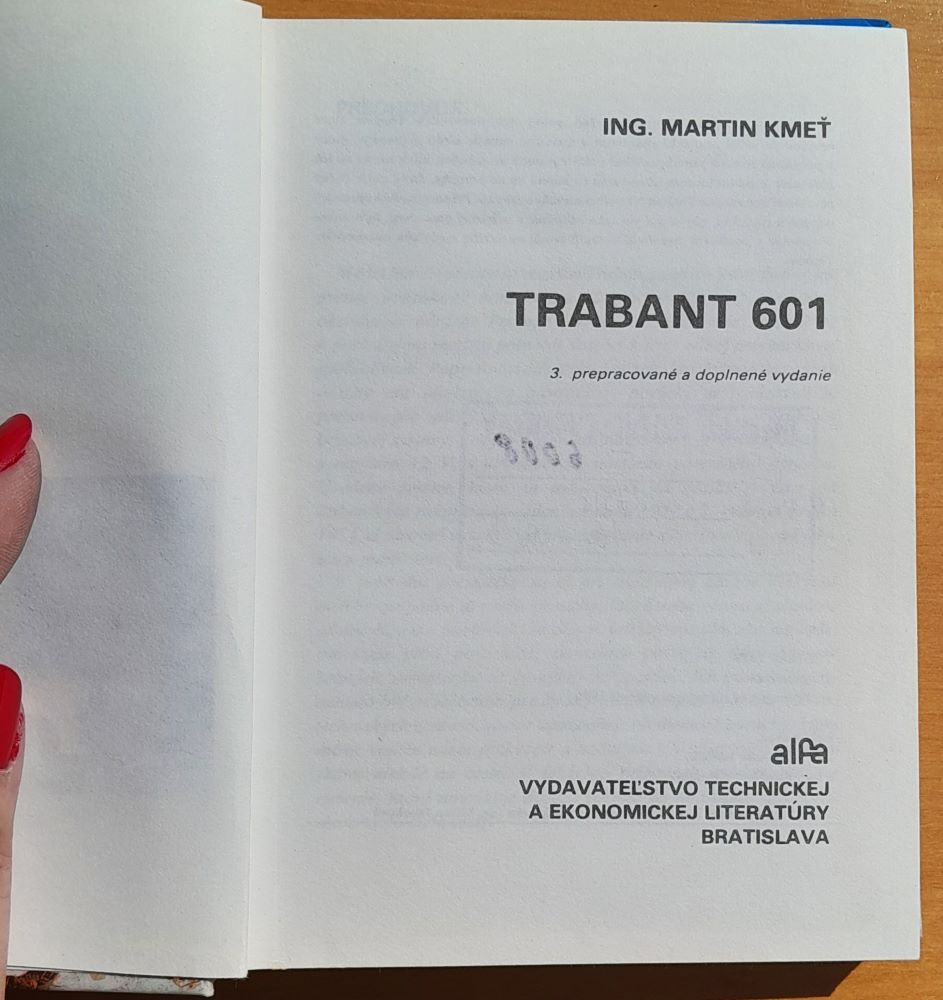 ING. MARTIN KMEŤ
TRABANT 601
3. prepracované a doplnené vydanie
alfa
VYDAVATEĽSTVO TECHNICKEJ
A EKONOMICKEJ LITERATÚRY
BRATISLAVA